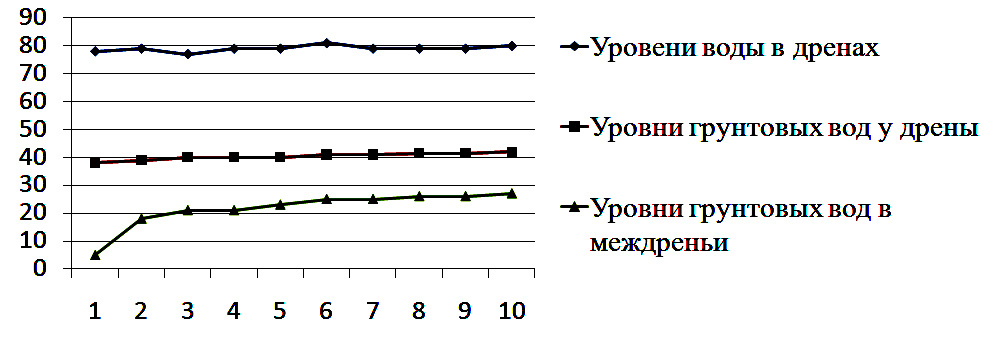 90
80
70
60
50
40
30
20
10
0
1 2 3 4 5 6 7 8 9 10
Уровени воды в дренах
Уровни грунтовых вод у дрены
Уровни грунтовых вод в
междреньи